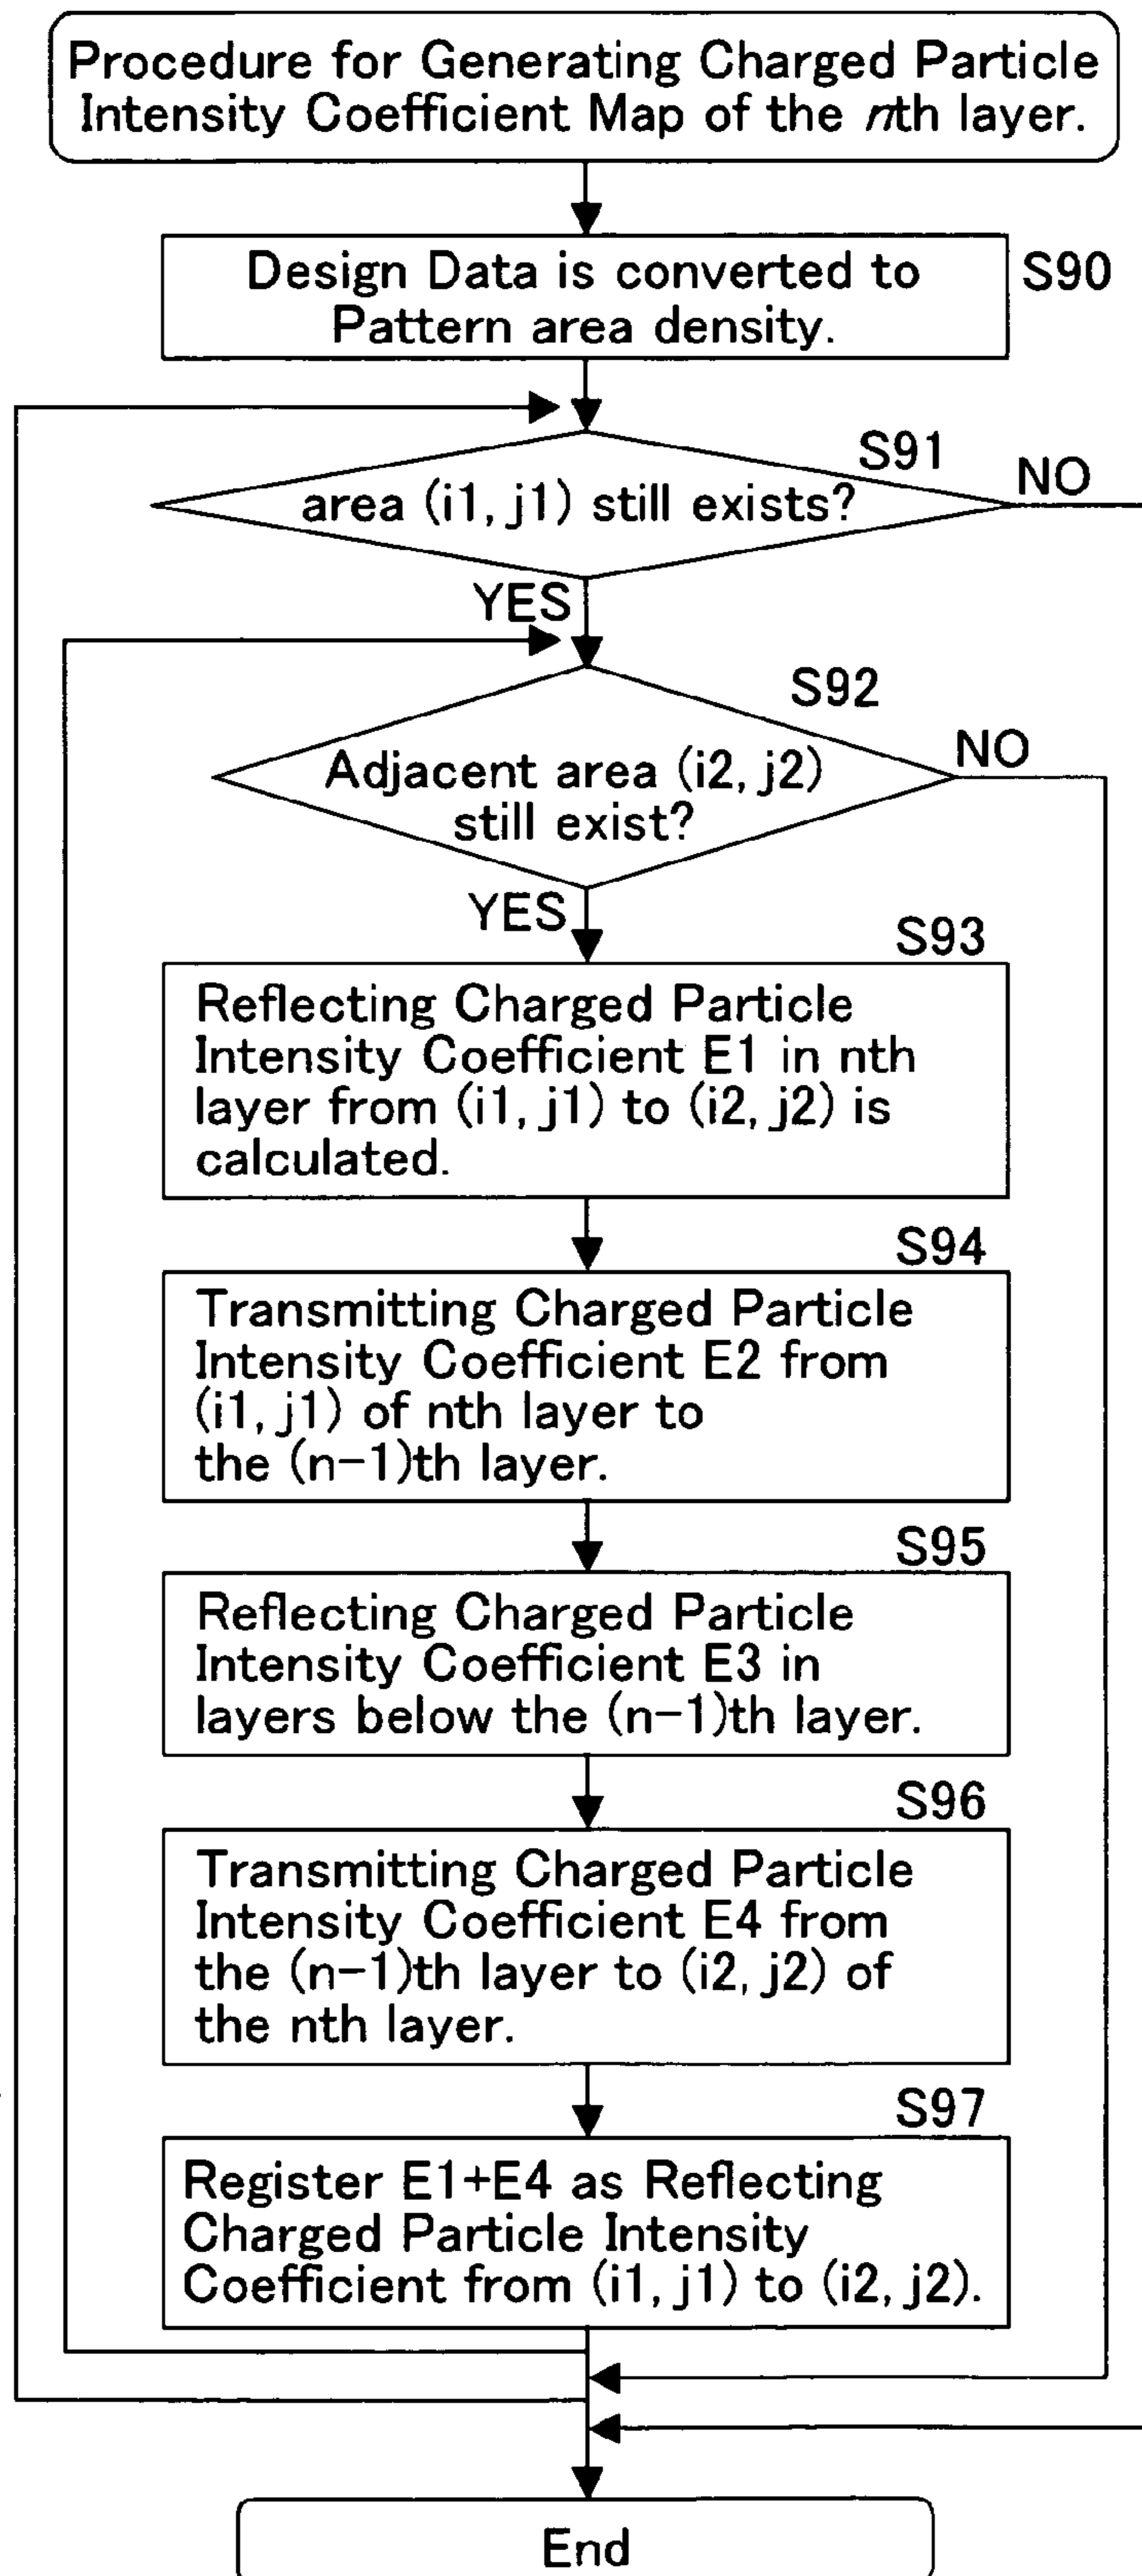 Procedure for Generating Charged Particle
Intensity Coefficient Map of the nth layer.
Design Data is converted to
Pattern area density.
S90
S91
area (i1, j1) still exists?
NO
YES
S92
Adjacent area (i2, j2)
still exist?
NO
YES
S93
Reflecting Charged Particle
Intensity Coefficient E1 in nth
layer from (i1, j1) to (i2, j2) is
calculated.
S94
Transmitting Charged Particle
Intensity Coefficient E2 from
(i1, j1) of nth layer to
the (n-1)th layer.
S95
Reflecting Charged Particle
Intensity Coefficient E3 in
layers below the (n-1)th layer.
S96
Transmitting Charged Particle
Intensity Coefficient E4 from
the (n-1)th layer to (i2, j2) of
the nth layer.
S97
Register E1+E4 as Reflecting
Charged Particle Intensity
Coefficient from (i1, j1) to (i2, j2).
End